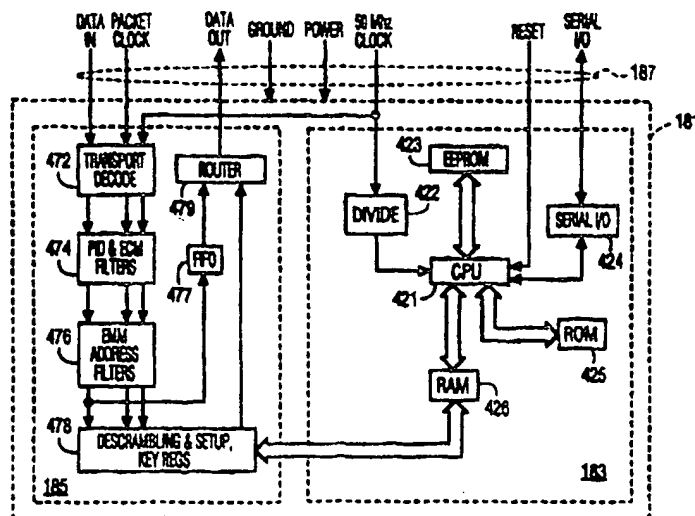 DATA IN
PACKET CLOCK
DATA OUT
GROUND
POWER
50 MHz CLOCK
RESET
SERIAL I/O
187
181
472
TRANSPORT DECODE
ROUTER
479
474
PID & ECM FILTERS
FIFO
477
476
EMM ADDRESS FILTERS
478
DESCRAMBLING & SETUP, KEY REGS
185
423
EEPROM
DIVIDE
422
SERIAL I/O
424
CPU
421
ROM
425
RAM
426
183